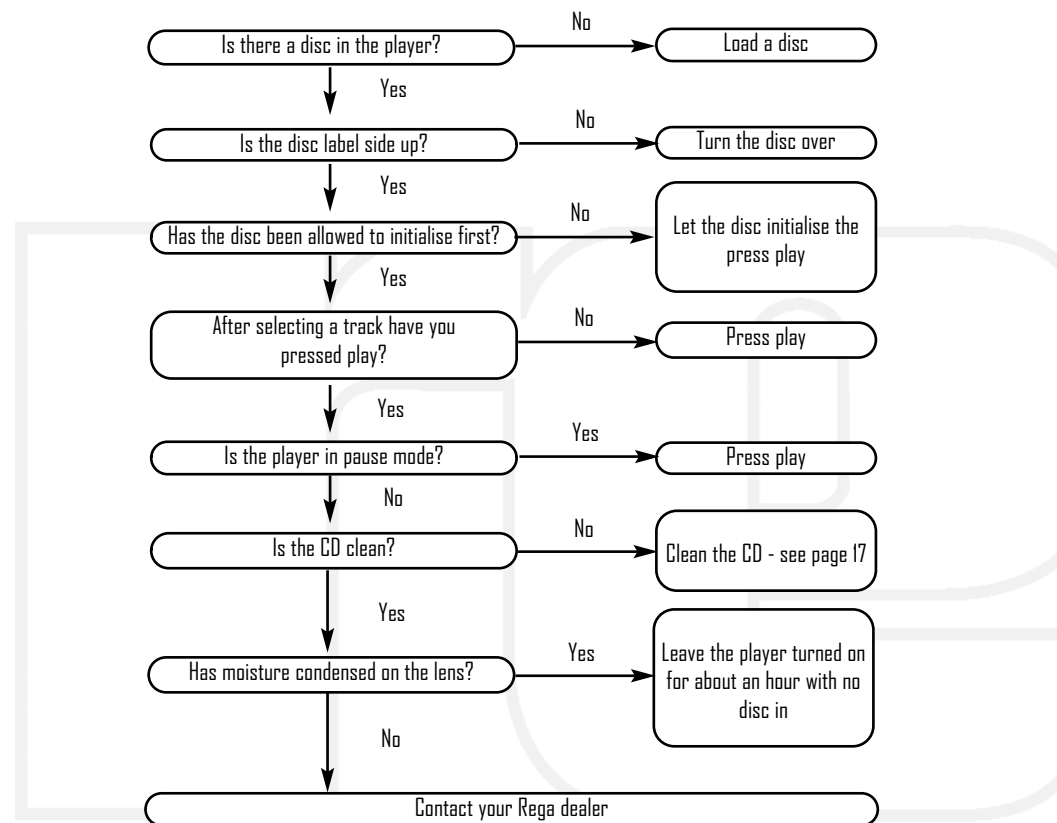 Is there a disc in the player?
No
Load a disc
Yes
Is the disc label side up?
No
Turn the disc over
Yes
Has the disc been allowed to initialise first?
No
Let the disc initialise the
press play
Yes
After selecting a track have you
pressed play?
No
Press play
Yes
Is the player in pause mode?
Yes
Press play
No
Is the CD clean?
No
Clean the CD - see page 17
Yes
Has moisture condensed on the lens?
Yes
Leave the player turned on
for about an hour with no
disc in
No
Contact your Rega dealer